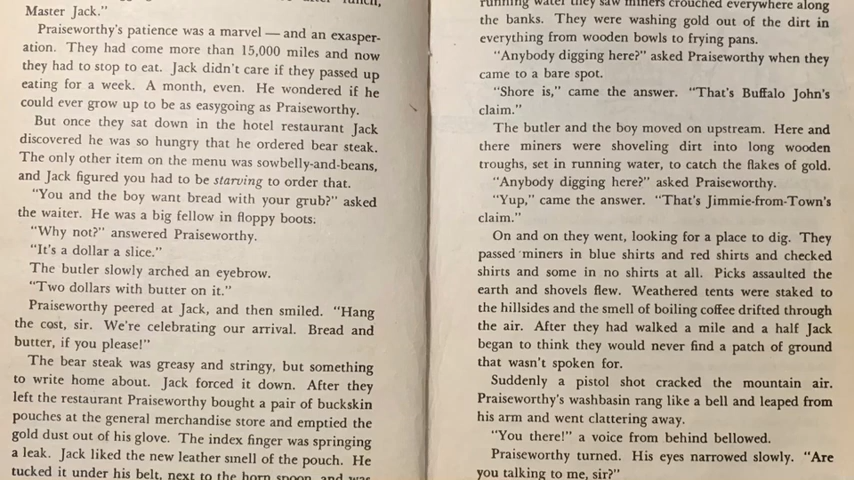 after lunch,
Master Jack."
Praiseworthy's patience was a marvel — and an exasper-
ation. They had come more than 15,000 miles and now
they had to stop to eat. Jack didn't care if they passed up
eating for a week. A month, even. He wondered if he
could ever grow up to be as easygoing as Praiseworthy.
But once they sat down in the hotel restaurant Jack
discovered he was so hungry that he ordered bear steak.
The only other item on the menu was sowbelly-and-beans,
and Jack figured you had to be starving to order that.
"You and the boy want bread with your grub?" asked
the waiter. He was a big fellow in floppy boots.
"Why not?" answered Praiseworthy.
"It's a dollar a slice."
The butler slowly arched an eyebrow.
"Two dollars with butter on it."
Praiseworthy peered at Jack, and then smiled. "Hang
the cost, sir. We're celebrating our arrival. Bread and
butter, if you please!"
The bear steak was greasy and stringy, but something
to write home about. Jack forced it down. After they
left the restaurant Praiseworthy bought a pair of buckskin
pouches at the general merchandise store and emptied the
gold dust out of his glove. The index finger was springing
a leak. Jack liked the new leather smell of the pouch. He
tucked it under his belt, next to the horn spoon, and was
running water they saw miners crouched everywhere along
the banks. They were washing gold out of the dirt in
everything from wooden bowls to frying pans.
"Anybody digging here?" asked Praiseworthy when they
came to a bare spot.
"Shore is," came the answer. "That's Buffalo John's
claim."
The butler and the boy moved on upstream. Here and
there miners were shoveling dirt into long wooden
troughs, set in running water, to catch the flakes of gold.
"Anybody digging here?" asked Praiseworthy.
"Yup," came the answer. "That's Jimmie-from-Town's
claim."
On and on they went, looking for a place to dig. They
passed miners in blue shirts and red shirts and checked
shirts and some in no shirts at all. Picks assaulted the
earth and shovels flew. Weathered tents were staked to
the hillsides and the smell of boiling coffee drifted through
the air. After they had walked a mile and a half Jack
began to think they would never find a patch of ground
that wasn't spoken for.
Suddenly a pistol shot cracked the mountain air.
Praiseworthy's washbasin rang like a bell and leaped from
his arm and went clattering away.
"You there!" a voice from behind bellowed.
Praiseworthy turned. His eyes narrowed slowly. "Are
you talking to me, sir?"